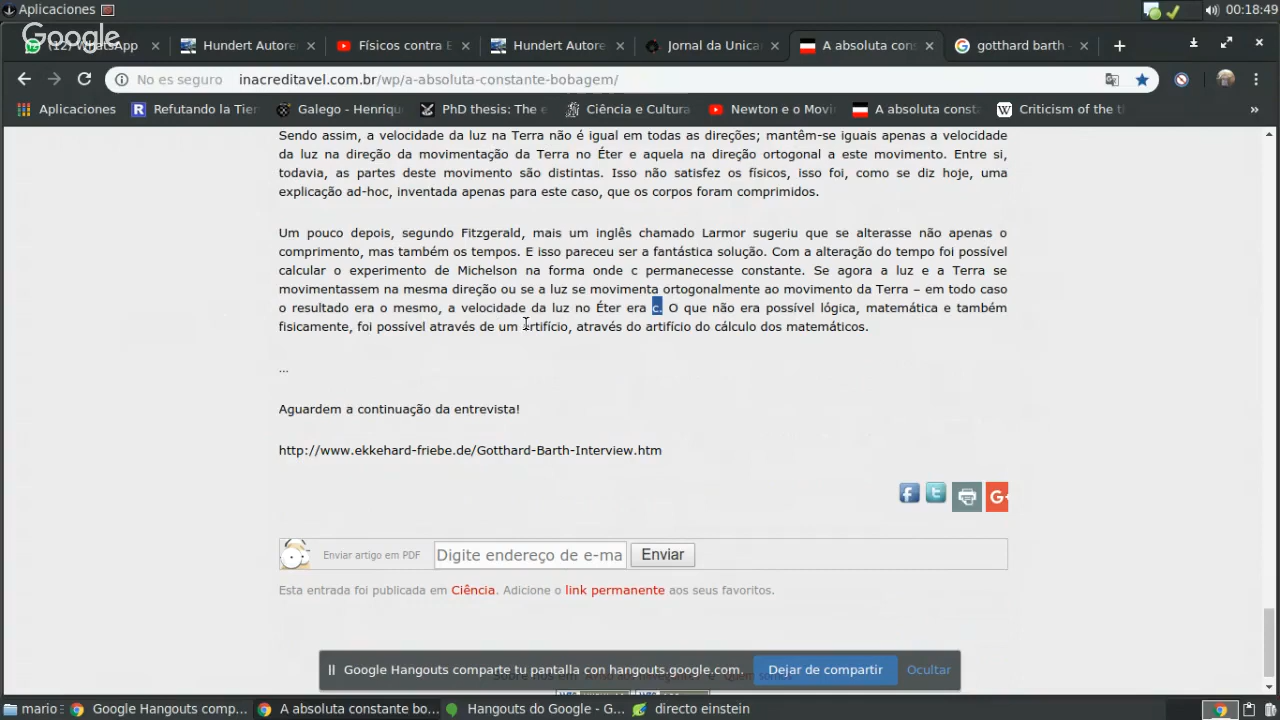 Aplicaciones
00:18:49
Google
(12) WhatsApp
Hundert Autore
Físicos contra E
Hundert Autore
Jornal da Unica
A absoluta cons
gotthard barth -
No es seguro
inacreditavel.com.br/wp/a-absoluta-constante-bobagem/
Aplicaciones
Refutando la Tier
Galego - Henriqu
PhD thesis: The e
Ciência e Cultura
Newton e o Movi
A absoluta consta
Criticism of the t
Sendo assim, a velocidade da luz na Terra não é igual em todas as direções; mantêm-se iguais apenas a velocidade
da luz na direção da movimentação da Terra no Éter e aquela na direção ortogonal a este movimento. Entre si,
todavia, as partes deste movimento são distintas. Isso não satisfez os físicos, isso foi, como se diz hoje, uma
explicação ad-hoc, inventada apenas para este caso, que os corpos foram comprimidos.
Um pouco depois, segundo Fitzgerald, mais um inglês chamado Larmor sugeriu que se alterasse não apenas o
comprimento, mas também os tempos. E isso pareceu ser a fantástica solução. Com a alteração do tempo foi possível
calcular o experimento de Michelson na forma onde c permanecesse constante. Se agora a luz e a Terra se
movimentassem na mesma direção ou se a luz se movimenta ortogonalmente ao movimento da Terra – em todo caso
o resultado era o mesmo, a velocidade da luz no Éter era c. O que não era possível lógica, matemática e também
fisicamente, foi possível através de um artifício, através do artifício do cálculo dos matemáticos.
...
Aguardem a continuação da entrevista!
http://www.ekkehard-friebe.de/Gotthard-Barth-Interview.htm
Enviar artigo em PDF
Digite endereço de e-ma
Enviar
Esta entrada foi publicada em Ciência. Adicione o link permanente aos seus favoritos.
Google Hangouts comparte tu pantalla con hangouts.google.com.
Dejar de compartir
Ocultar
mario
Google Hangouts comp...
A absoluta constante bo...
Hangouts do Google - G...
directo einstein